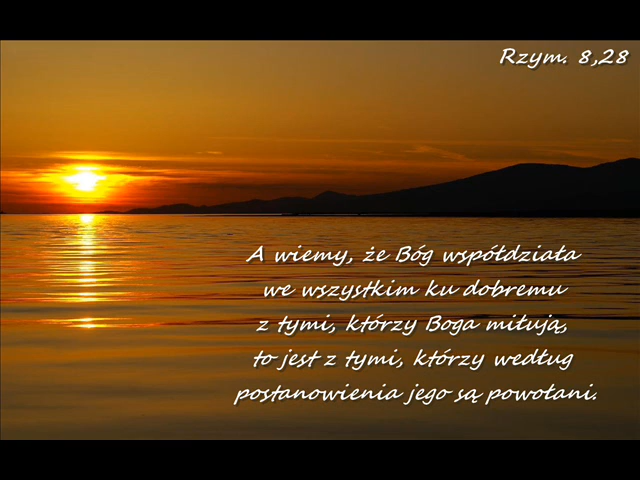 Rzym. 8,28
A wiemy, że Bóg współdziała
we wszystkim ku dobremu
z tymi, którzy Boga miłują,
to jest z tymi, którzy według
postanowienia jego są powołani.